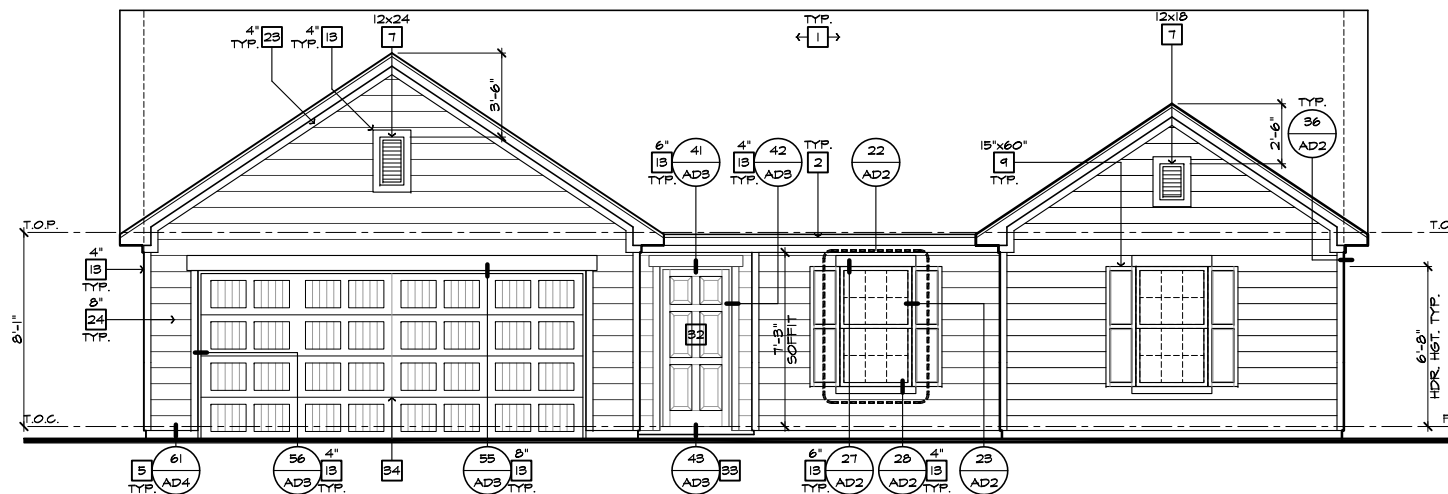 12x24
TYP.
12x18
4"
23
TYP.
4"
13
TYP.
7
1
7
3'-6"
2'-6"
TYP.
36
AD2
6"
13
TYP.
41
AD3
4"
13
TYP.
42
AD3
TYP.
2
22
AD2
15"x60"
9
TYP.
T.O.P.
T.O
4"
13
TYP.
8"
24
TYP.
8'-1"
32
7'-3"
SOFFIT
6'-8"
HDR. HGT. TYP.
T.O.C.
5
TYP.
61
AD4
56
AD3
4"
13
TYP.
34
55
AD3
8"
13
TYP.
43
AD3
33
6"
13
TYP.
27
AD2
28
AD2
4"
13
TYP.
23
AD2